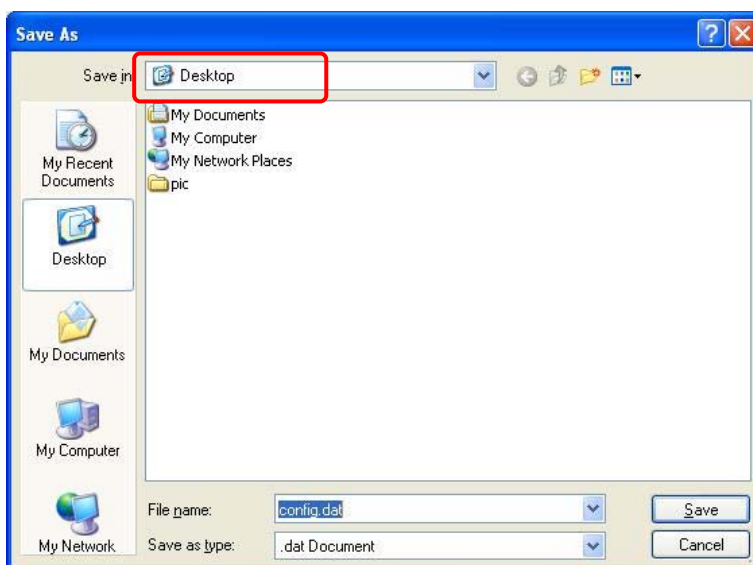 Save As
Save in
Desktop
My Documents
My Computer
My Network Places
pic
My Recent
Documents
Desktop
My Documents
My Computer
My Network
File name:
config.dat
Save
Save as type:
.dat Document
Cancel